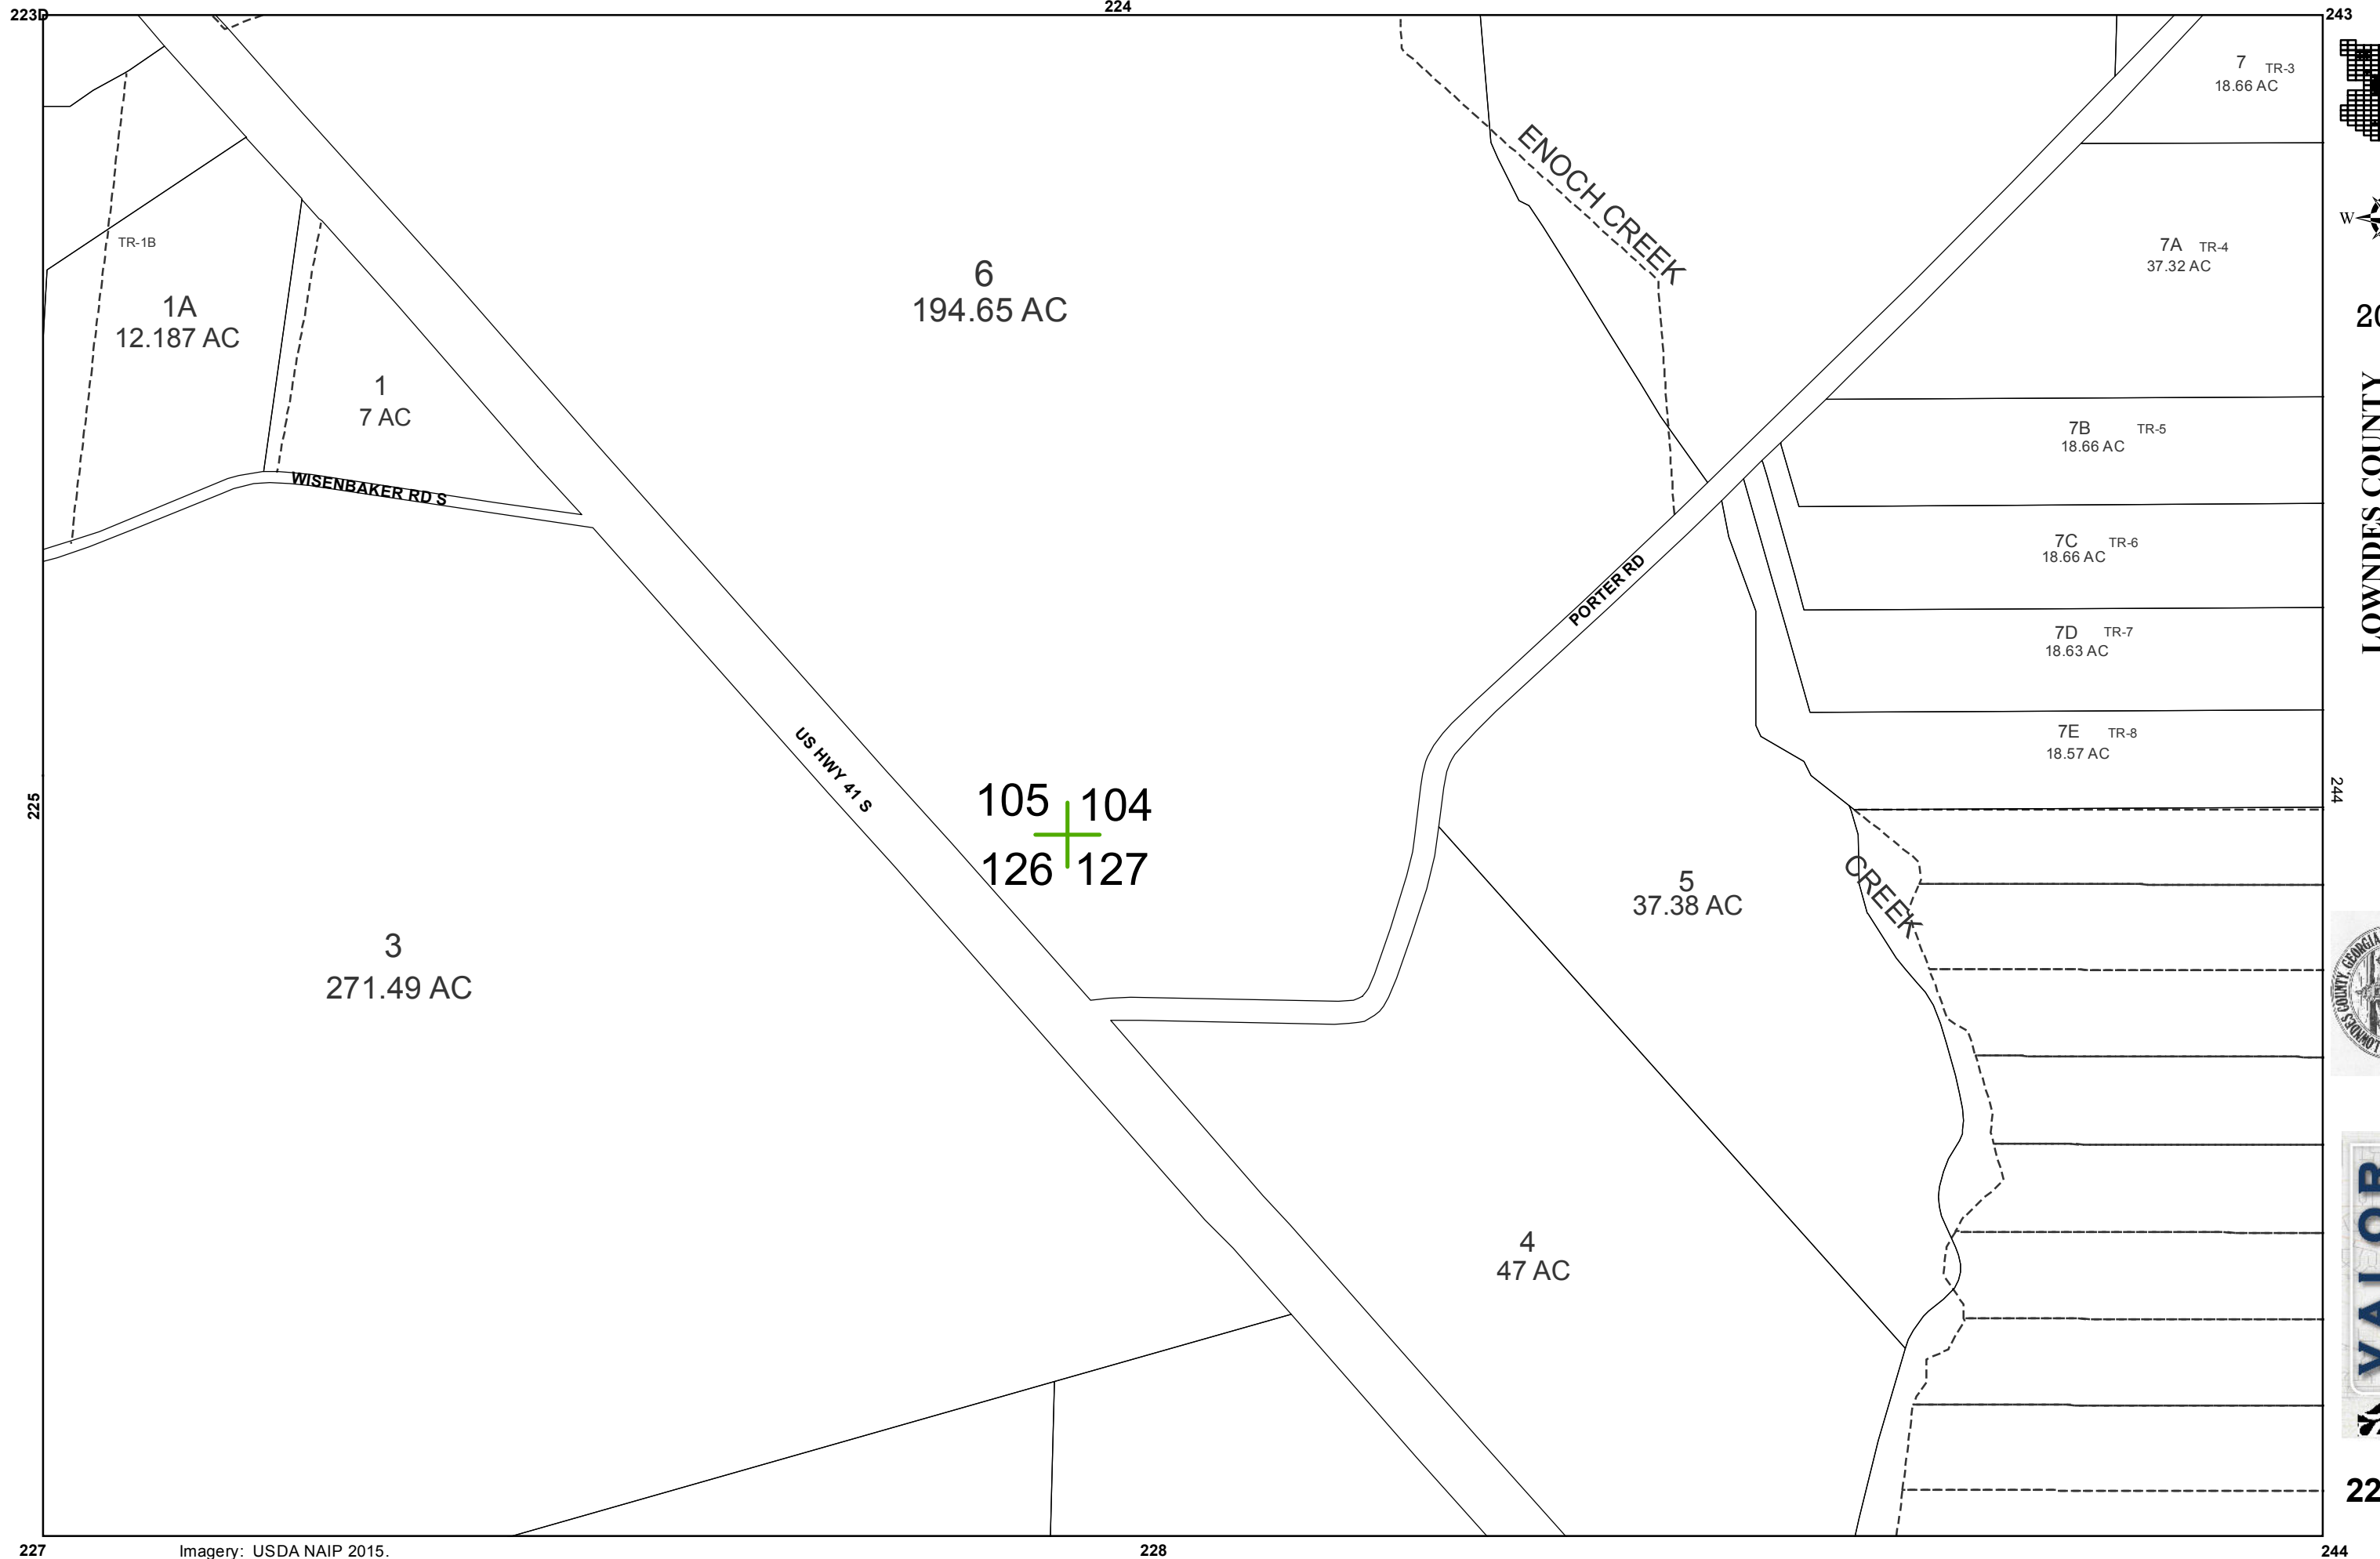 223D
224
243
7 TR-3
18.66 AC
ENOCH CREEK
TR-1B
6
194.65 AC
7A TR-4
37.32 AC
W
1A
12.187 AC
1
7 AC
7B TR-5
18.66 AC
LOWNDES COUNTY
WISENBAKER RD S
7C TR-6
18.66 AC
PORTER RD
7D TR-7
18.63 AC
7E TR-8
18.57 AC
US HWY 41 S
225
244
105 104
126 127
5
37.38 AC
CREEK
3
271.49 AC
4
47 AC
VALOR
227
Imagery: USDA NAIP 2015.
228
244